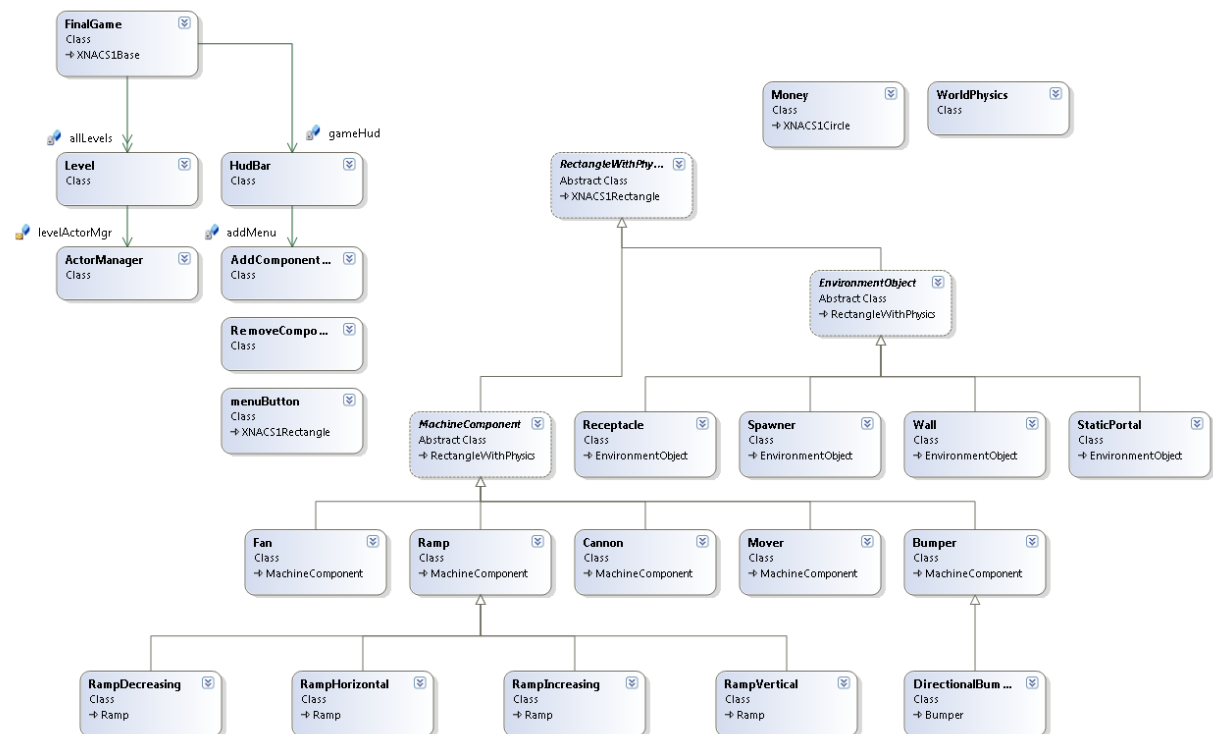 FinalGame
Class
XNACS1Base
allLevels
gameHud
Money
Class
XNACS1Circle
WorldPhysics
Class
Level
Class
HudBar
Class
RectangleWithPhy...
Abstract Class
XNACS1Rectangle
levelActorMgr
addMenu
ActorManager
Class
AddComponent...
Class
EnvironmentObject
Abstract Class
RectangleWithPhysics
RemoveCompo...
Class
menuButton
Class
XNACS1Rectangle
MachineComponent
Abstract Class
RectangleWithPhysics
Receptacle
Class
EnvironmentObject
Spawner
Class
EnvironmentObject
Wall
Class
EnvironmentObject
StaticPortal
Class
EnvironmentObject
Fan
Class
MachineComponent
Ramp
Class
MachineComponent
Cannon
Class
MachineComponent
Mover
Class
MachineComponent
Bumper
Class
MachineComponent
RampDecreasing
Class
Ramp
RampHorizontal
Class
Ramp
RampIncreasing
Class
Ramp
RampVertical
Class
Ramp
DirectionalBum...
Class
Bumper